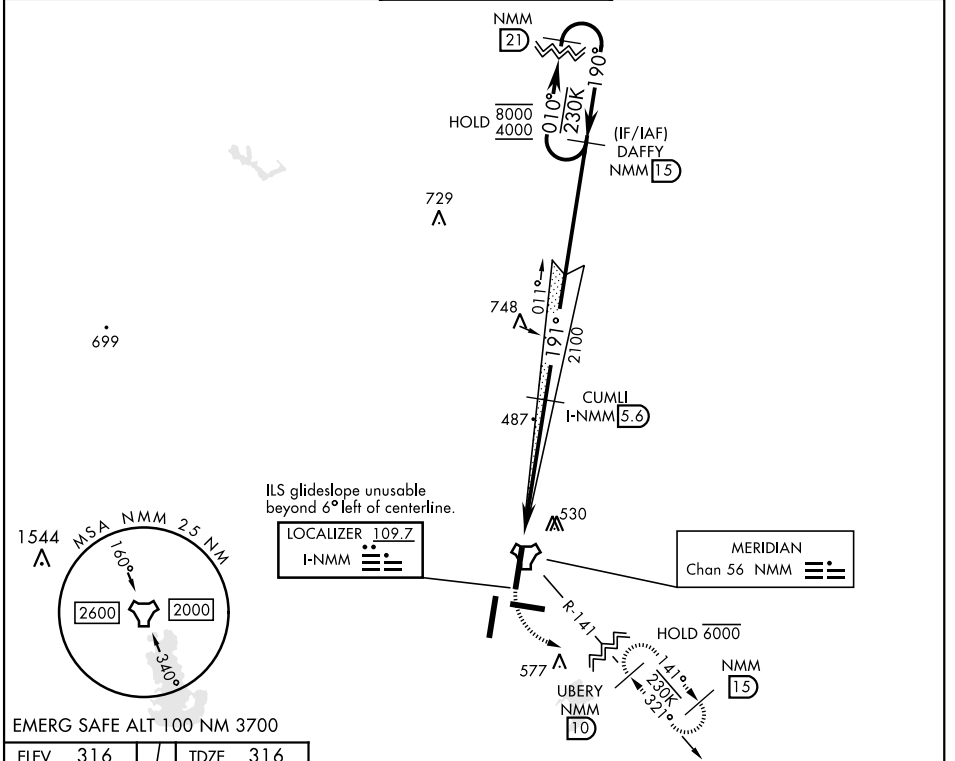 NMM
21
190°
010°
230K
HOLD 8000
4000
(IF/IAF)
DAFFY
NMM 15
729
011°
748
191°
2100
699
CUMLI
I-NMM 5.6
487
ILS glideslope unusable
beyond 6° left of centerline.
530
LOCALIZER 109.7
I-NMM
MERIDIAN
Chan 56 NMM
1544
MSA NMM 25 NM
160°
2600
2000
340°
R-141
HOLD 6000
141°
230K
321°
NMM
15
577
UBERY
NMM
10
EMERG SAFE ALT 100 NM 3700
ELEV 316
TDZE 316